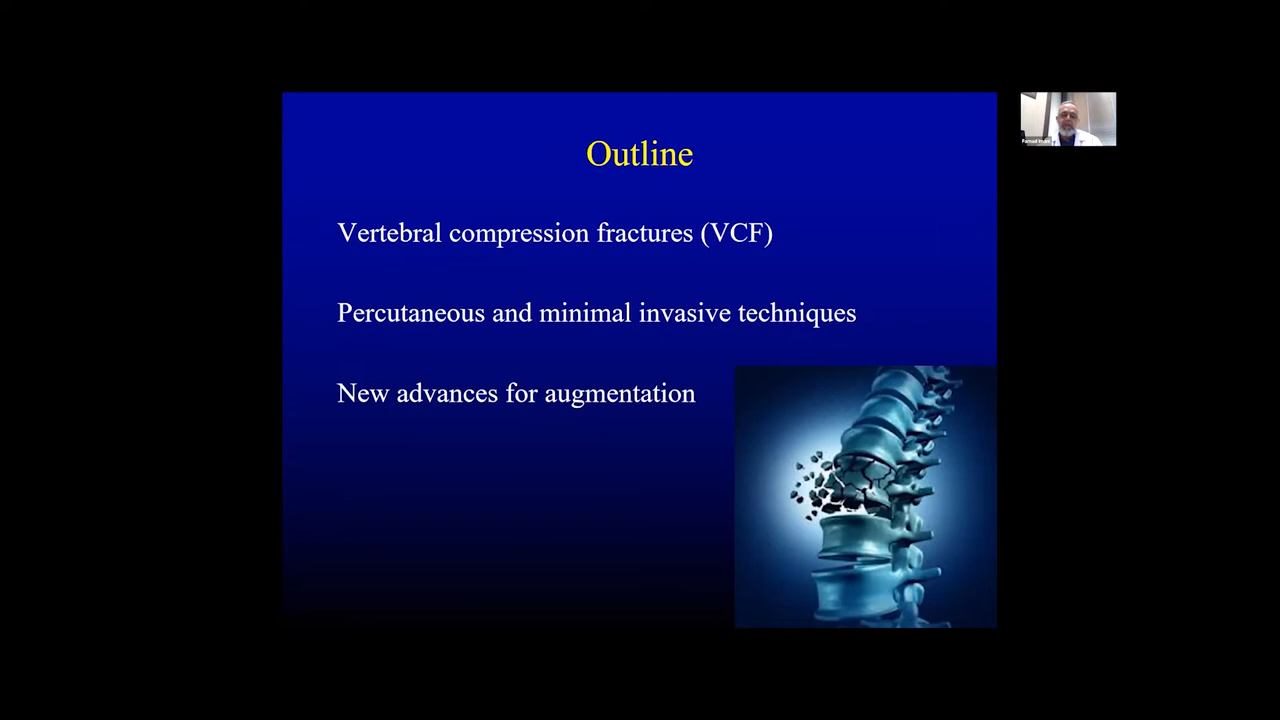 Outline
Vertebral compression fractures (VCF)
Percutaneous and minimal invasive techniques
New advances for augmentation